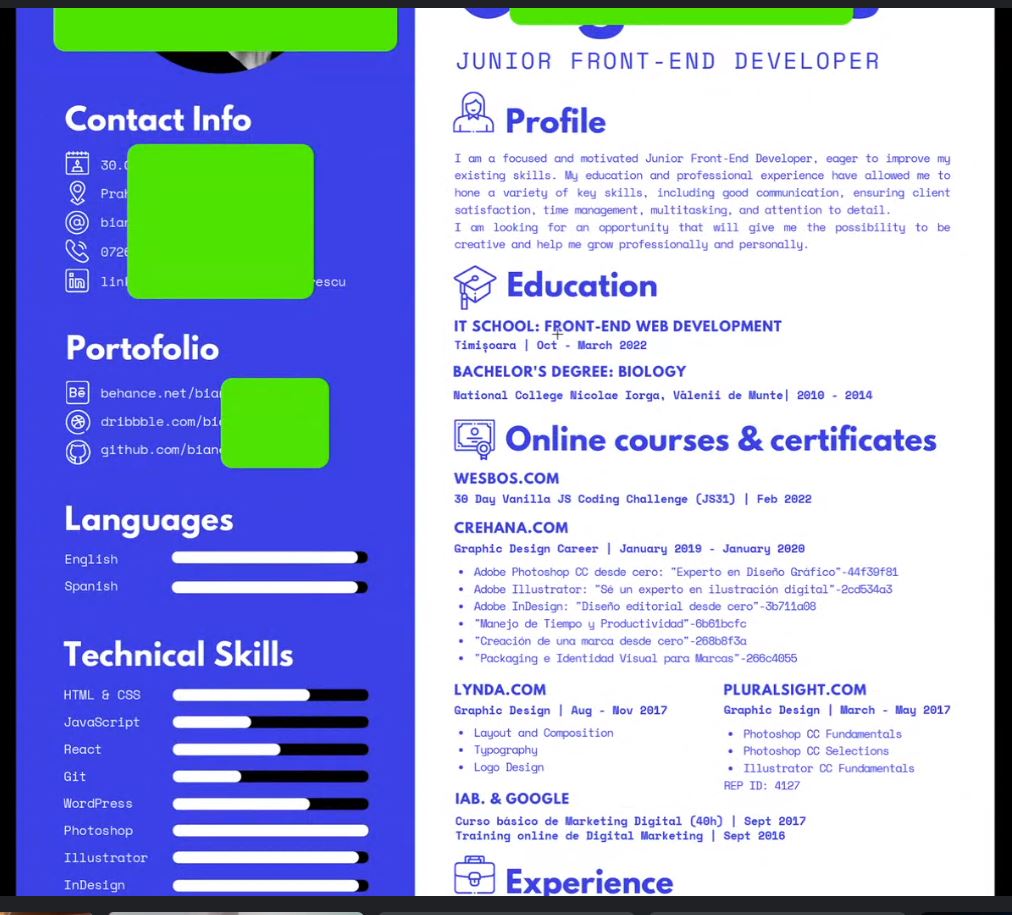 Contact Info
30.
Prah
bian
0726
lin
rescu
Portofolio
behance.net/bian
dribbble.com/bi
github.com/bian
Languages
English
Spanish
Technical Skills
HTML & CSS
JavaScript
React
Git
WordPress
Photoshop
Illustrator
InDesign
JUNIOR FRONT-END DEVELOPER
Profile
I am a focused and motivated Junior Front-End Developer, eager to improve my
existing skills. My education and professional experience have allowed me to
hone a variety of key skills, including good communication, ensuring client
satisfaction, time management, multitasking, and attention to detail.
I am looking for an opportunity that will give me the possibility to be
creative and help me grow professionally and personally.
Education
IT SCHOOL: FRONT-END WEB DEVELOPMENT
Timișoara | Oct - March 2022
BACHELOR'S DEGREE: BIOLOGY
National College Nicolae Iorga, Vălenii de Munte| 2010 - 2014
Online courses & certificates
WESBOS.COM
30 Day Vanilla JS Coding Challenge (JS31) | Feb 2022
CREHANA.COM
Graphic Design Career | January 2019 - January 2020
• Adobe Photoshop CC desde cero: "Experto en Diseño Gráfico"-44f39f81
• Adobe Illustrator: "Sé un experto en ilustración digital"-2cd534a3
• Adobe InDesign: "Diseño editorial desde cero"-3b711a08
• "Manejo de Tiempo y Productividad"-6b61bcfc
• "Creación de una marca desde cero"-268b8f3a
• "Packaging e Identidad Visual para Marcas"-266c4055
LYNDA.COM
Graphic Design | Aug - Nov 2017
• Layout and Composition
• Typography
• Logo Design
PLURALSIGHT.COM
Graphic Design | March - May 2017
• Photoshop CC Fundamentals
• Photoshop CC Selections
• Illustrator CC Fundamentals
REP ID: 4127
IAB. & GOOGLE
Curso básico de Marketing Digital (40h) | Sept 2017
Training online de Digital Marketing | Sept 2016
Experience